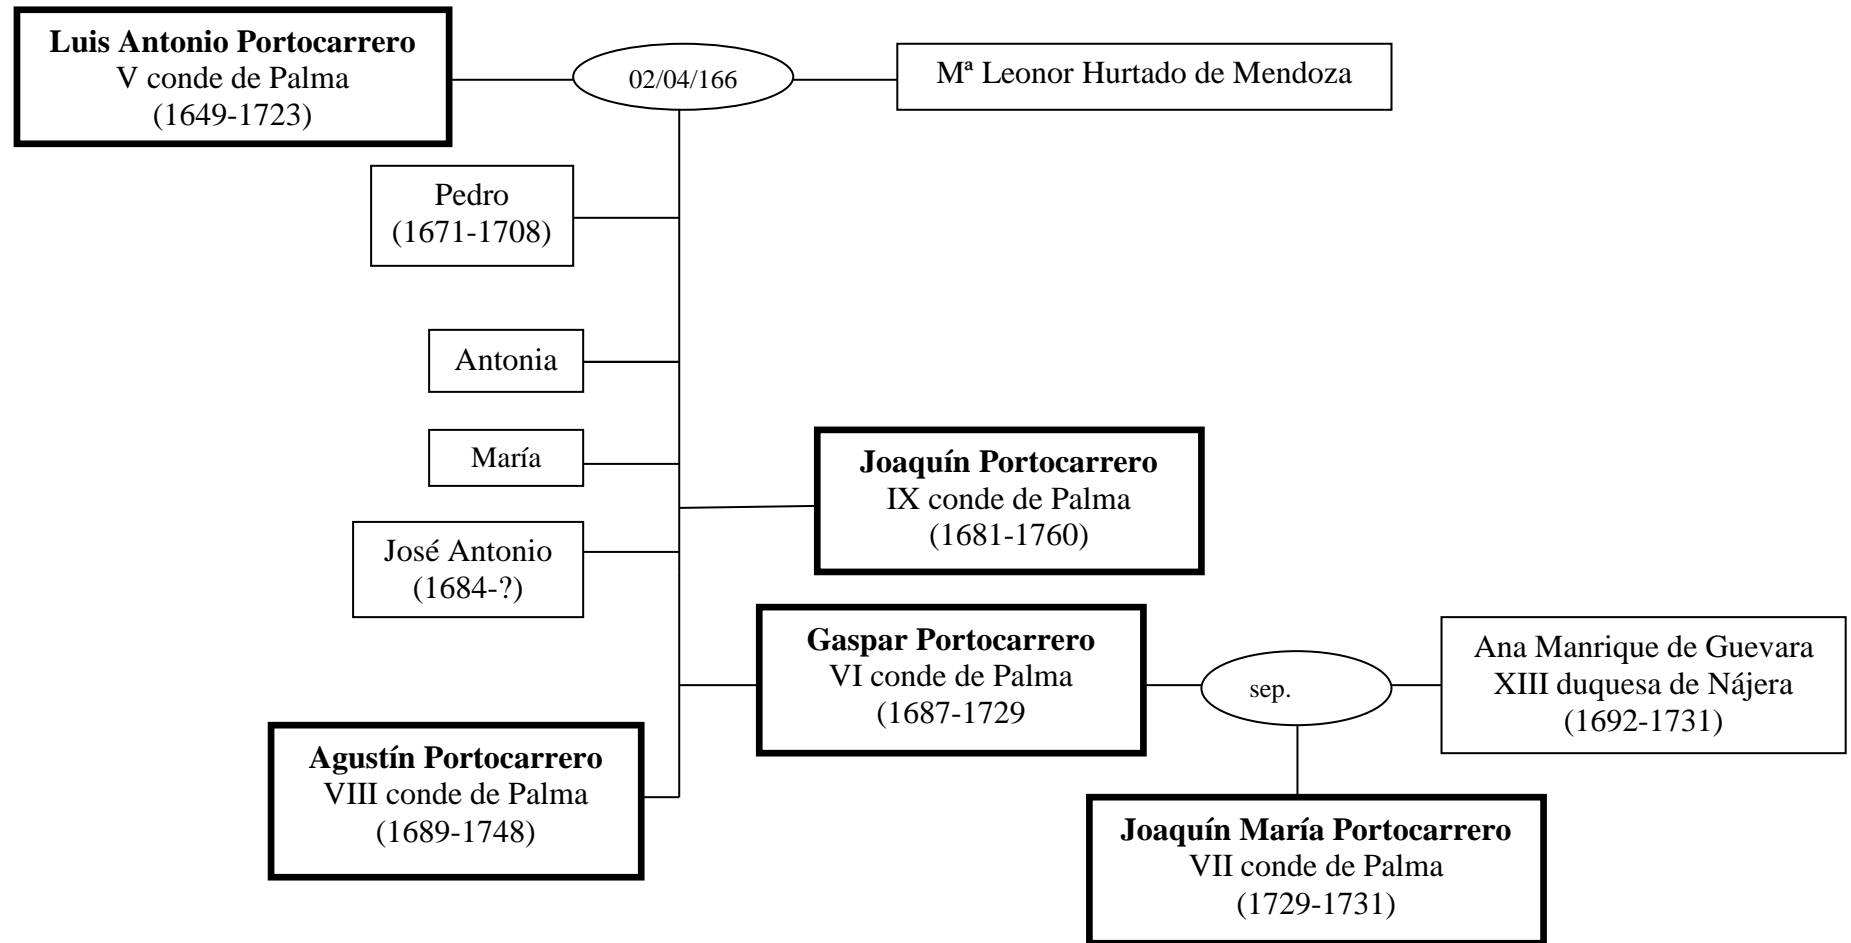 Luis Antonio Portocarrero
V conde de Palma
(1649-1723)
02/04/166
Mª Leonor Hurtado de Mendoza
Pedro
(1671-1708)
Antonia
María
Joaquín Portocarrero
IX conde de Palma
(1681-1760)
José Antonio
(1684-?)
Gaspar Portocarrero
VI conde de Palma
(1687-1729
sep.
Ana Manrique de Guevara
XIII duquesa de Nájera
(1692-1731)
Agustín Portocarrero
VIII conde de Palma
(1689-1748)
Joaquín María Portocarrero
VII conde de Palma
(1729-1731)